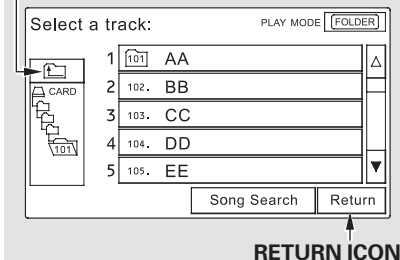 Select a track: PLAY MODE FOLDER
1 101 AA
CARD
2 102. BB
3 103. CC
4 104. DD
101
5 105. EE
Song Search Return
RETURN ICON